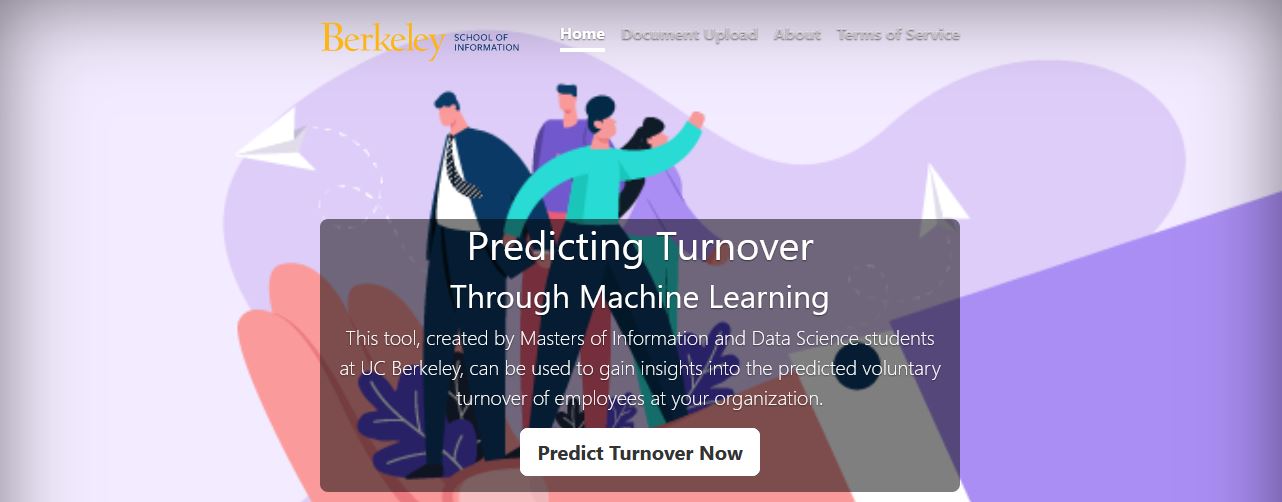 Berkeley SCHOOL OF
INFORMATION
Home Document Upload About Terms of Service
Predicting Turnover
Through Machine Learning
This tool, created by Masters of Information and Data Science students
at UC Berkeley, can be used to gain insights into the predicted voluntary
turnover of employees at your organization.
Predict Turnover Now